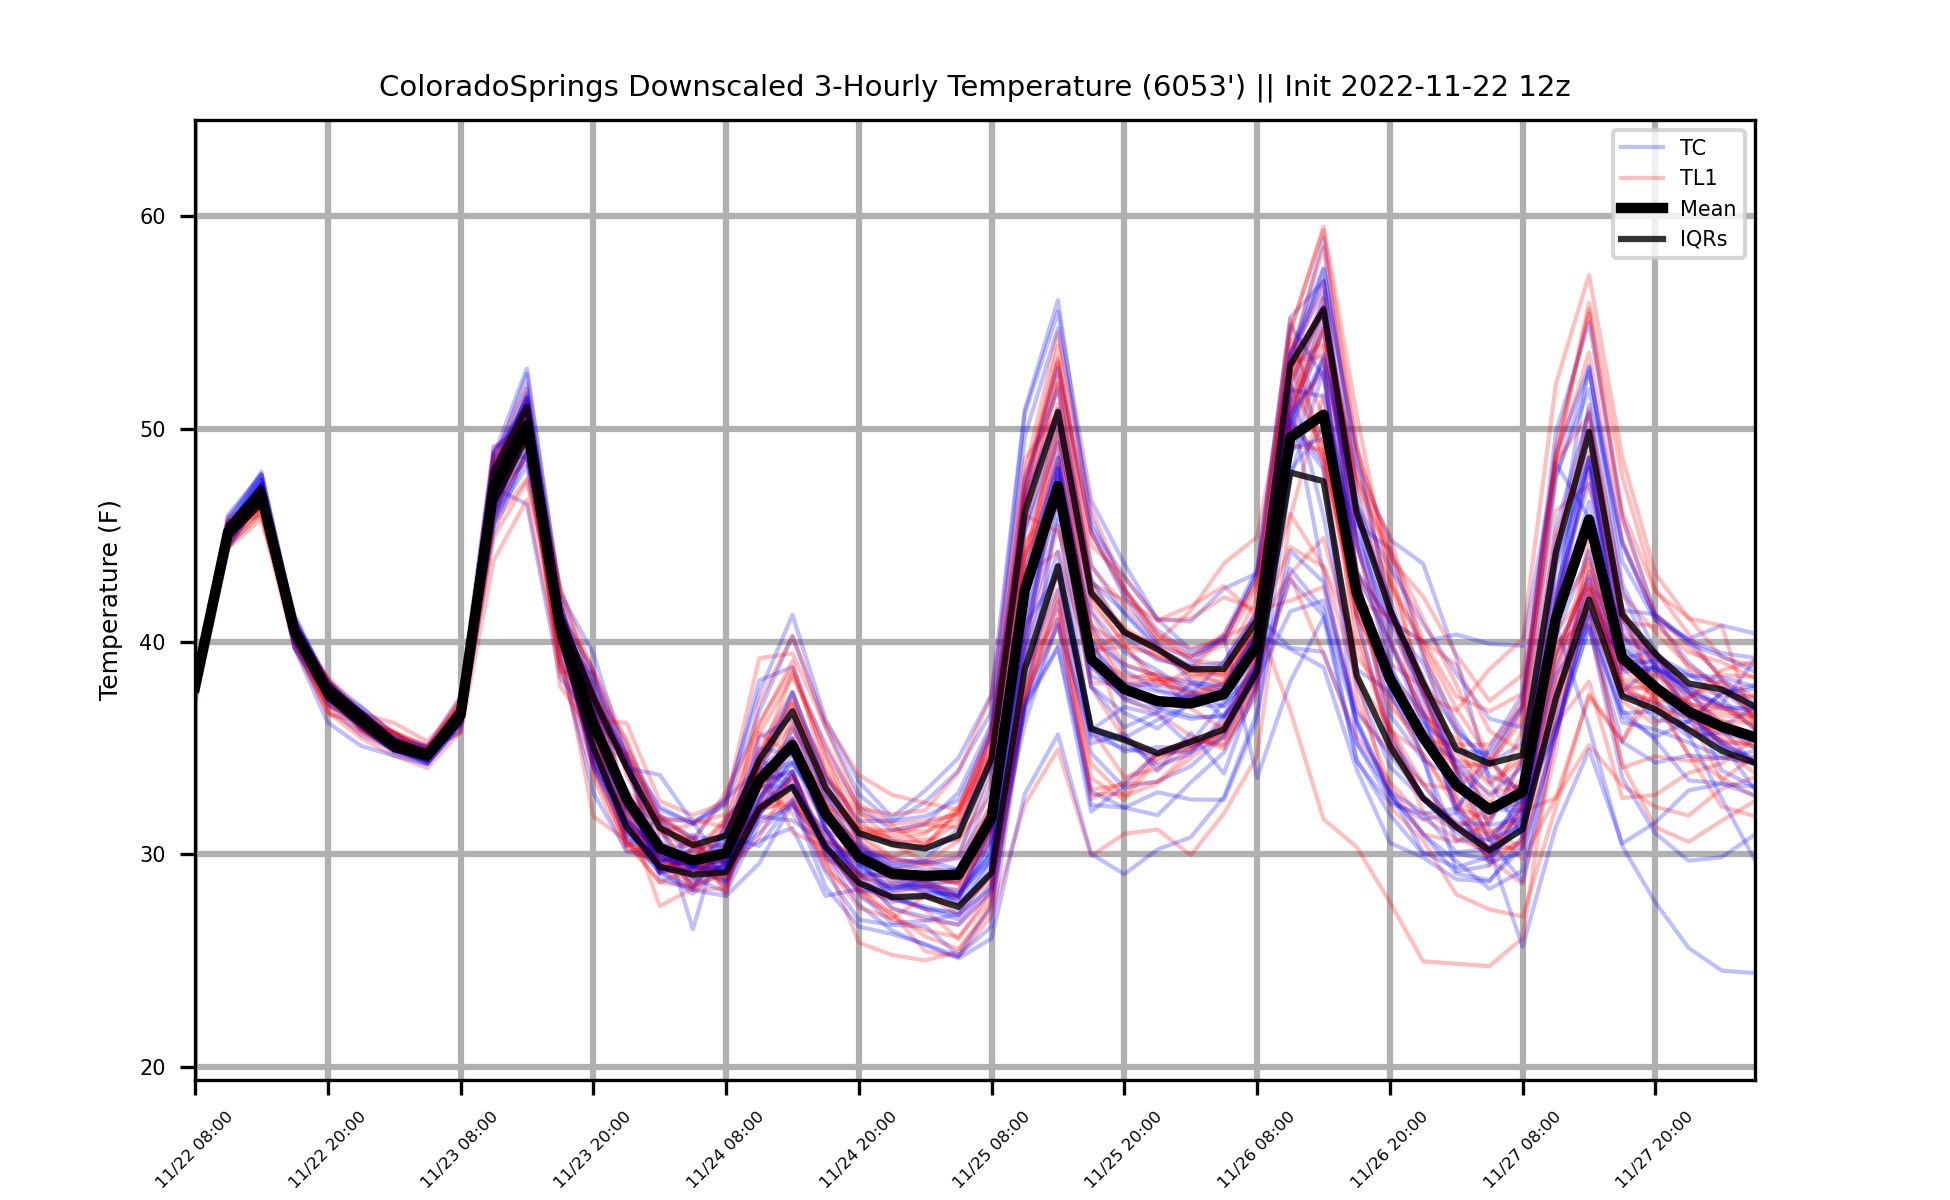 ColoradoSprings Downscaled 3-Hourly Temperature (6053') || Init 2022-11-22 12z
TC
TL1
Mean
IQRs
Temperature (F)
60
50
40
30
20
11/22 08:00
11/22 20:00
11/23 08:00
11/23 20:00
11/24 08:00
11/24 20:00
11/25 08:00
11/25 20:00
11/26 08:00
11/26 20:00
11/27 08:00
11/27 20:00